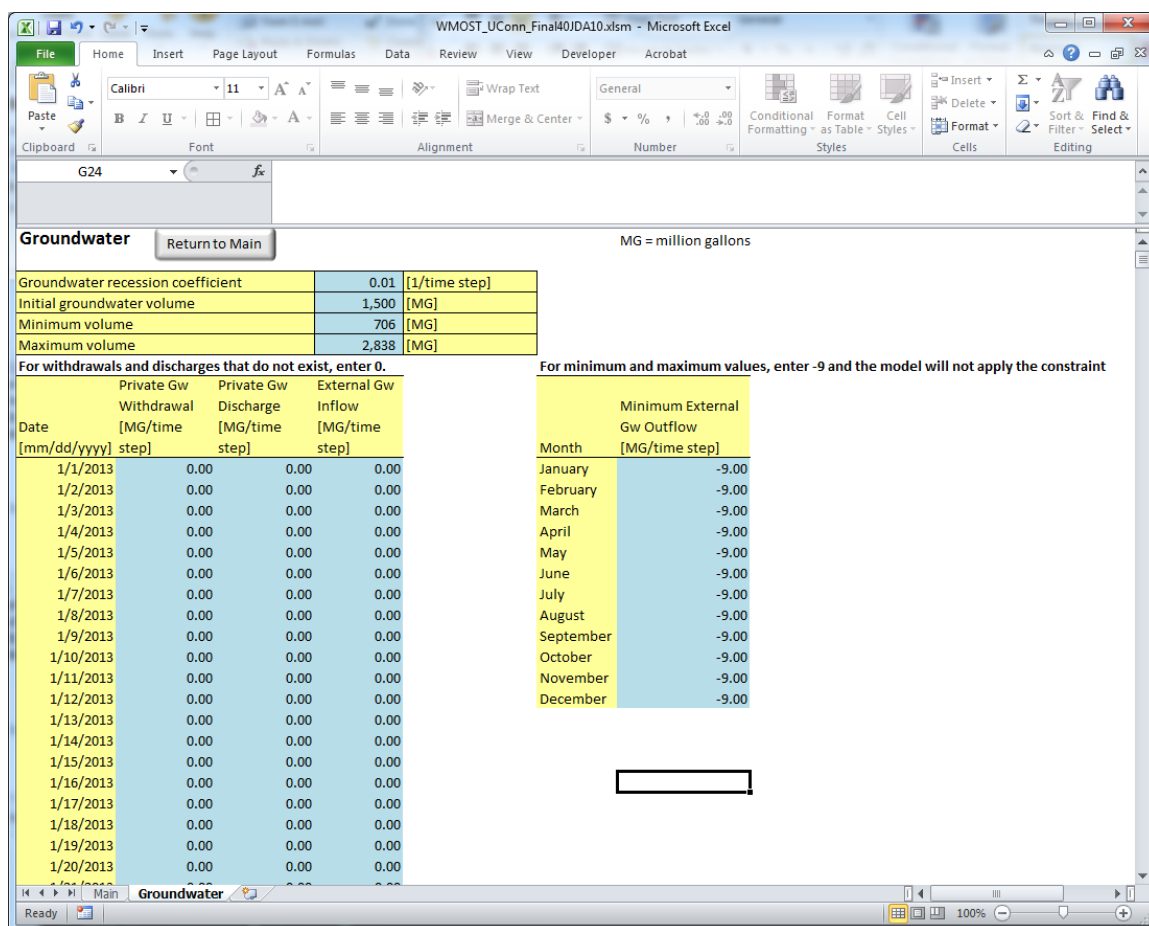 WMOST_UConn_Final40JDA10.xlsm - Microsoft Excel
File Home Insert Page Layout Formulas Data Review View Developer Acrobat
Paste
Calibri 11 A A
B I U A
Wrap Text
Merge & Center
General
$ % ,
Conditional Formatting
Format as Table
Cell Styles
Insert
Delete
Format
Sort & Filter
Find & Select
Clipboard Font Alignment Number Styles Cells Editing
G24 fx
Groundwater Return to Main MG = million gallons
Groundwater recession coefficient 0.01 [1/time step]
Initial groundwater volume 1,500 [MG]
Minimum volume 706 [MG]
Maximum volume 2,838 [MG]
For withdrawals and discharges that do not exist, enter 0. For minimum and maximum values, enter -9 and the model will not apply the constraint
Private Gw Private Gw External Gw
Withdrawal Discharge Inflow Minimum External
Date [MG/time [MG/time [MG/time Gw Outflow
[mm/dd/yyyy] step] step] step] Month [MG/time step]
1/1/2013 0.00 0.00 0.00 January -9.00
1/2/2013 0.00 0.00 0.00 February -9.00
1/3/2013 0.00 0.00 0.00 March -9.00
1/4/2013 0.00 0.00 0.00 April -9.00
1/5/2013 0.00 0.00 0.00 May -9.00
1/6/2013 0.00 0.00 0.00 June -9.00
1/7/2013 0.00 0.00 0.00 July -9.00
1/8/2013 0.00 0.00 0.00 August -9.00
1/9/2013 0.00 0.00 0.00 September -9.00
1/10/2013 0.00 0.00 0.00 October -9.00
1/11/2013 0.00 0.00 0.00 November -9.00
1/12/2013 0.00 0.00 0.00 December -9.00
1/13/2013 0.00 0.00 0.00
1/14/2013 0.00 0.00 0.00
1/15/2013 0.00 0.00 0.00
1/16/2013 0.00 0.00 0.00
1/17/2013 0.00 0.00 0.00
1/18/2013 0.00 0.00 0.00
1/19/2013 0.00 0.00 0.00
1/20/2013 0.00 0.00 0.00
Main Groundwater
Ready 100%